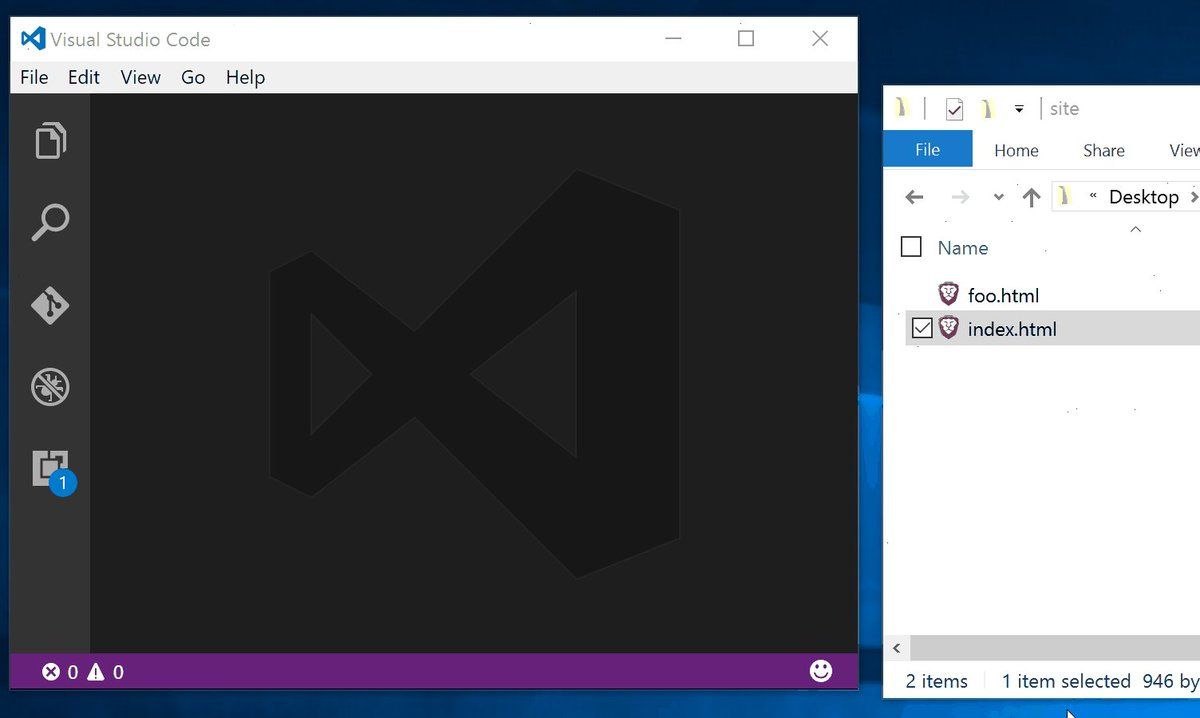 Visual Studio Code
File Edit View Go Help
1
0 0
site
File Home Share View
« Desktop
Name
foo.html
index.html
2 items 1 item selected 946 by